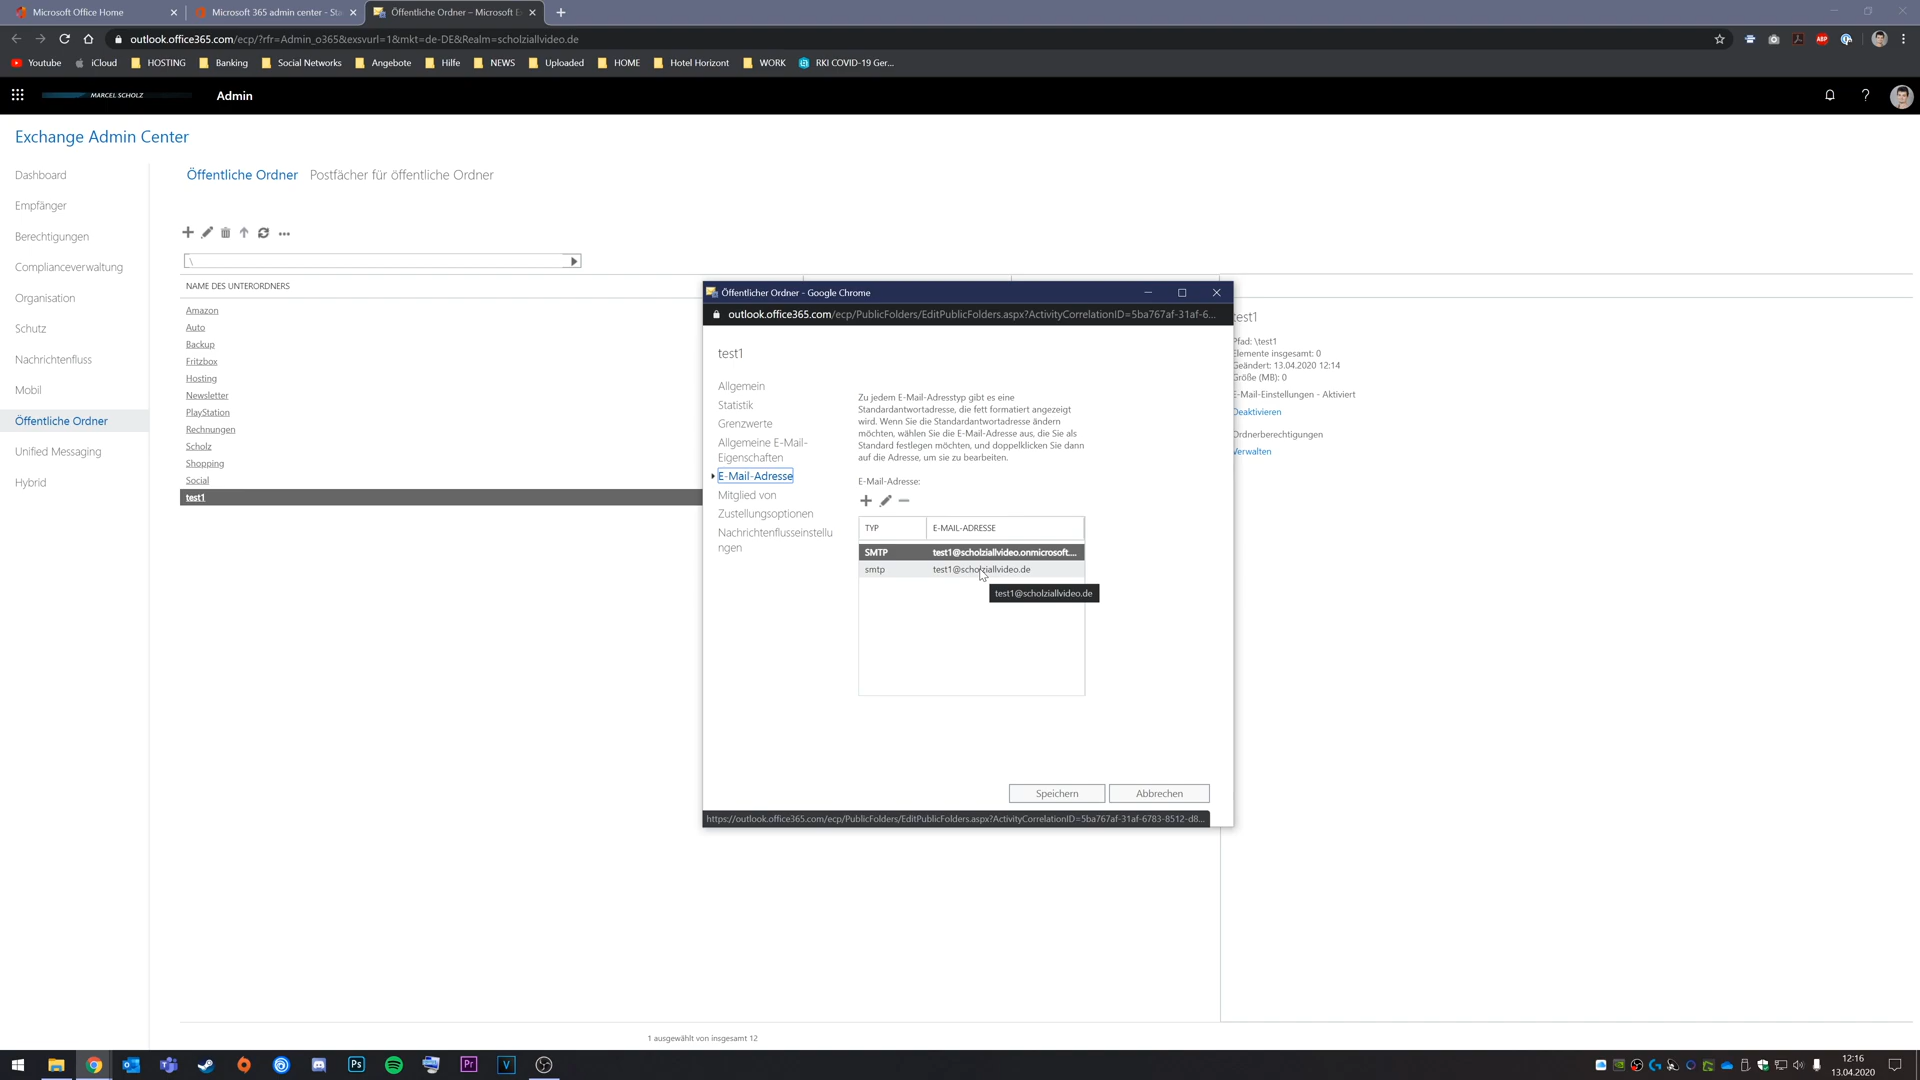 Microsoft Office Home
Microsoft 365 admin center - Sta
Öffentliche Ordner – Microsoft E
outlook.office365.com/ecp/?rfr=Admin_o365&exsvurl=1&mkt=de-DE&Realm=scholziallvideo.de
Youtube
iCloud
HOSTING
Banking
Social Networks
Angebote
Hilfe
NEWS
Uploaded
HOME
Hotel Horizont
WORK
RKI COVID-19 Ger...
MARCEL SCHOLZ
Admin
Exchange Admin Center
Dashboard
Empfänger
Berechtigungen
Complianceverwaltung
Organisation
Schutz
Nachrichtenfluss
Mobil
Öffentliche Ordner
Unified Messaging
Hybrid
Öffentliche Ordner Postfächer für öffentliche Ordner
\
NAME DES UNTERORDNERS
Amazon
Auto
Backup
Fritzbox
Hosting
Newsletter
PlayStation
Rechnungen
Scholz
Shopping
Social
test1
1 ausgewählt von insgesamt 12
Öffentlicher Ordner - Google Chrome
outlook.office365.com/ecp/PublicFolders/EditPublicFolders.aspx?ActivityCorrelationID=5ba767af-31af-6...
test1
Allgemein
Statistik
Grenzwerte
Allgemeine E-Mail-
Eigenschaften
E-Mail-Adresse
Mitglied von
Zustellungsoptionen
Nachrichtenflusseinstellu
ngen
Zu jedem E-Mail-Adresstyp gibt es eine
Standardantwortadresse, die fett formatiert angezeigt
wird. Wenn Sie die Standardantwortadresse ändern
möchten, wählen Sie die E-Mail-Adresse aus, die Sie als
Standard festlegen möchten, und doppelklicken Sie dann
auf die Adresse, um sie zu bearbeiten.
E-Mail-Adresse:
TYP E-MAIL-ADRESSE
SMTP test1@scholziallvideo.onmicrosoft....
smtp test1@scholziallvideo.de
test1@scholziallvideo.de
Speichern
Abbrechen
https://outlook.office365.com/ecp/PublicFolders/EditPublicFolders.aspx?ActivityCorrelationID=5ba767af-31af-6783-8512-d8...
test1
Pfad: \test1
Elemente insgesamt: 0
Geändert: 13.04.2020 12:14
Größe (MB): 0
E-Mail-Einstellungen - Aktiviert
Deaktivieren
Ordnerberechtigungen
Verwalten
12:16
13.04.2020